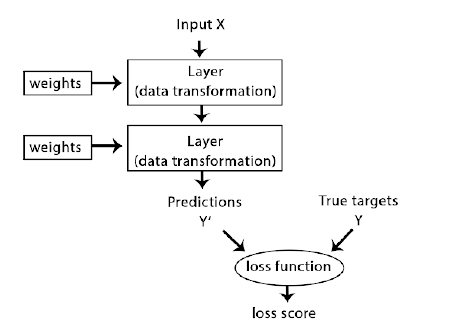 Input X
weights
Layer
(data transformation)
weights
Layer
(data transformation)
Predictions
Y'
True targets
Y
loss function
loss score